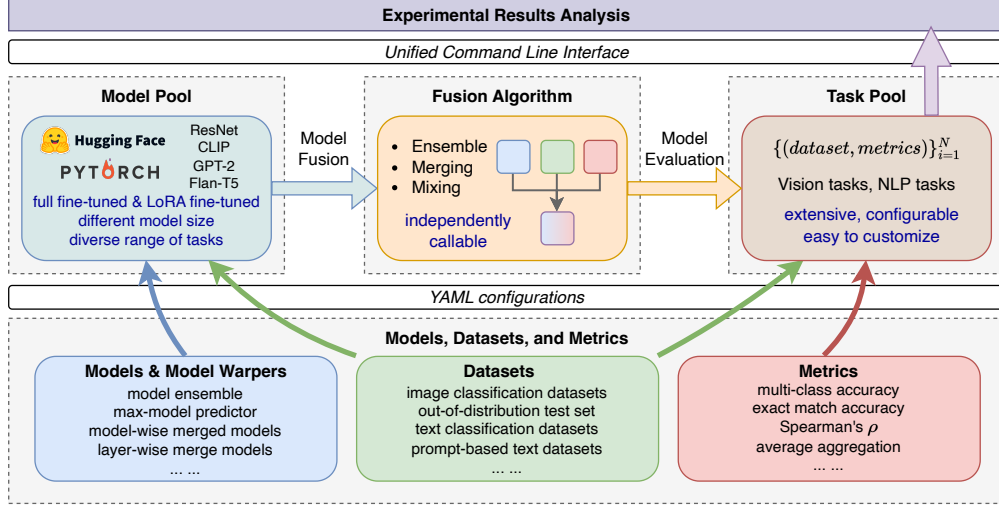 Experimental Results Analysis
Unified Command Line Interface
Model Pool
Hugging Face
PYTORCH
ResNet
CLIP
GPT-2
Flan-T5
full fine-tuned & LoRA fine-tuned
different model size
diverse range of tasks
Model
Fusion
Fusion Algorithm
• Ensemble
• Merging
• Mixing
independently
callable
Model
Evaluation
Task Pool
{(dataset, metrics)}_{i=1}^{N}
Vision tasks, NLP tasks
extensive, configurable
easy to customize
YAML configurations
Models, Datasets, and Metrics
Models & Model Warpers
model ensemble
max-model predictor
model-wise merged models
layer-wise merge models
... ...
Datasets
image classification datasets
out-of-distribution test set
text classification datasets
prompt-based text datasets
... ...
Metrics
multi-class accuracy
exact match accuracy
Spearman's ρ
average aggregation
... ...